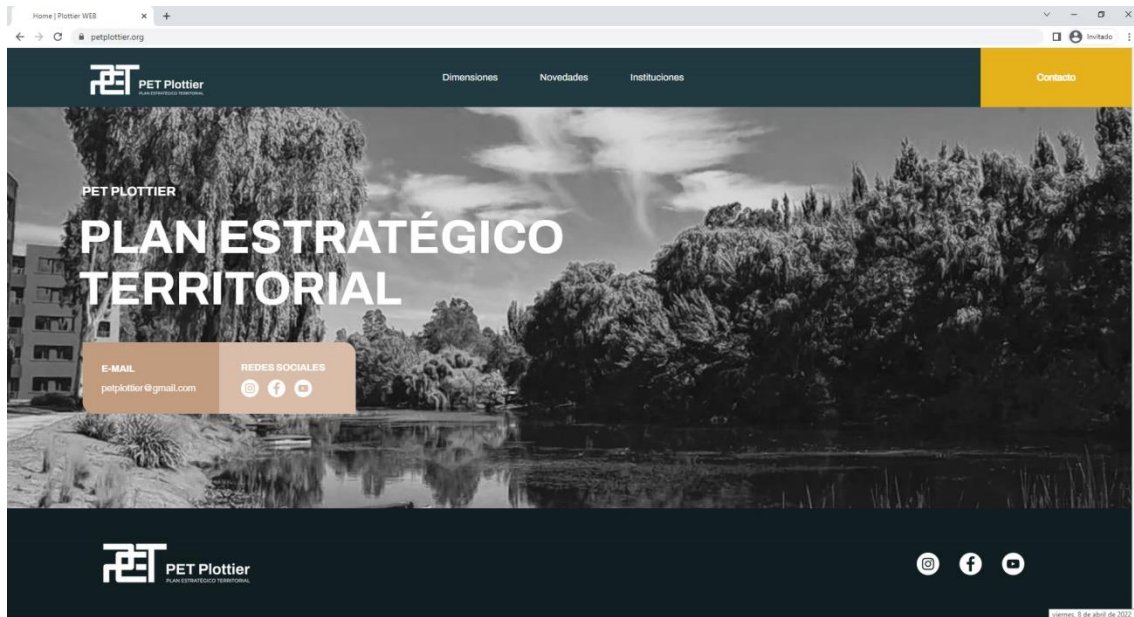 Home | Plottier WEB
petplottier.org
Invitado
PET Plottier
PLAN ESTRATÉGICO TERRITORIAL
Dimensiones
Novedades
Instituciones
Contacto
PET PLOTTIER
PLAN ESTRATÉGICO
TERRITORIAL
E-MAIL
petplottier@gmail.com
REDES SOCIALES
PET
PET Plottier
PLAN ESTRATÉGICO TERRITORIAL
viernes, 8 de abril de 2022